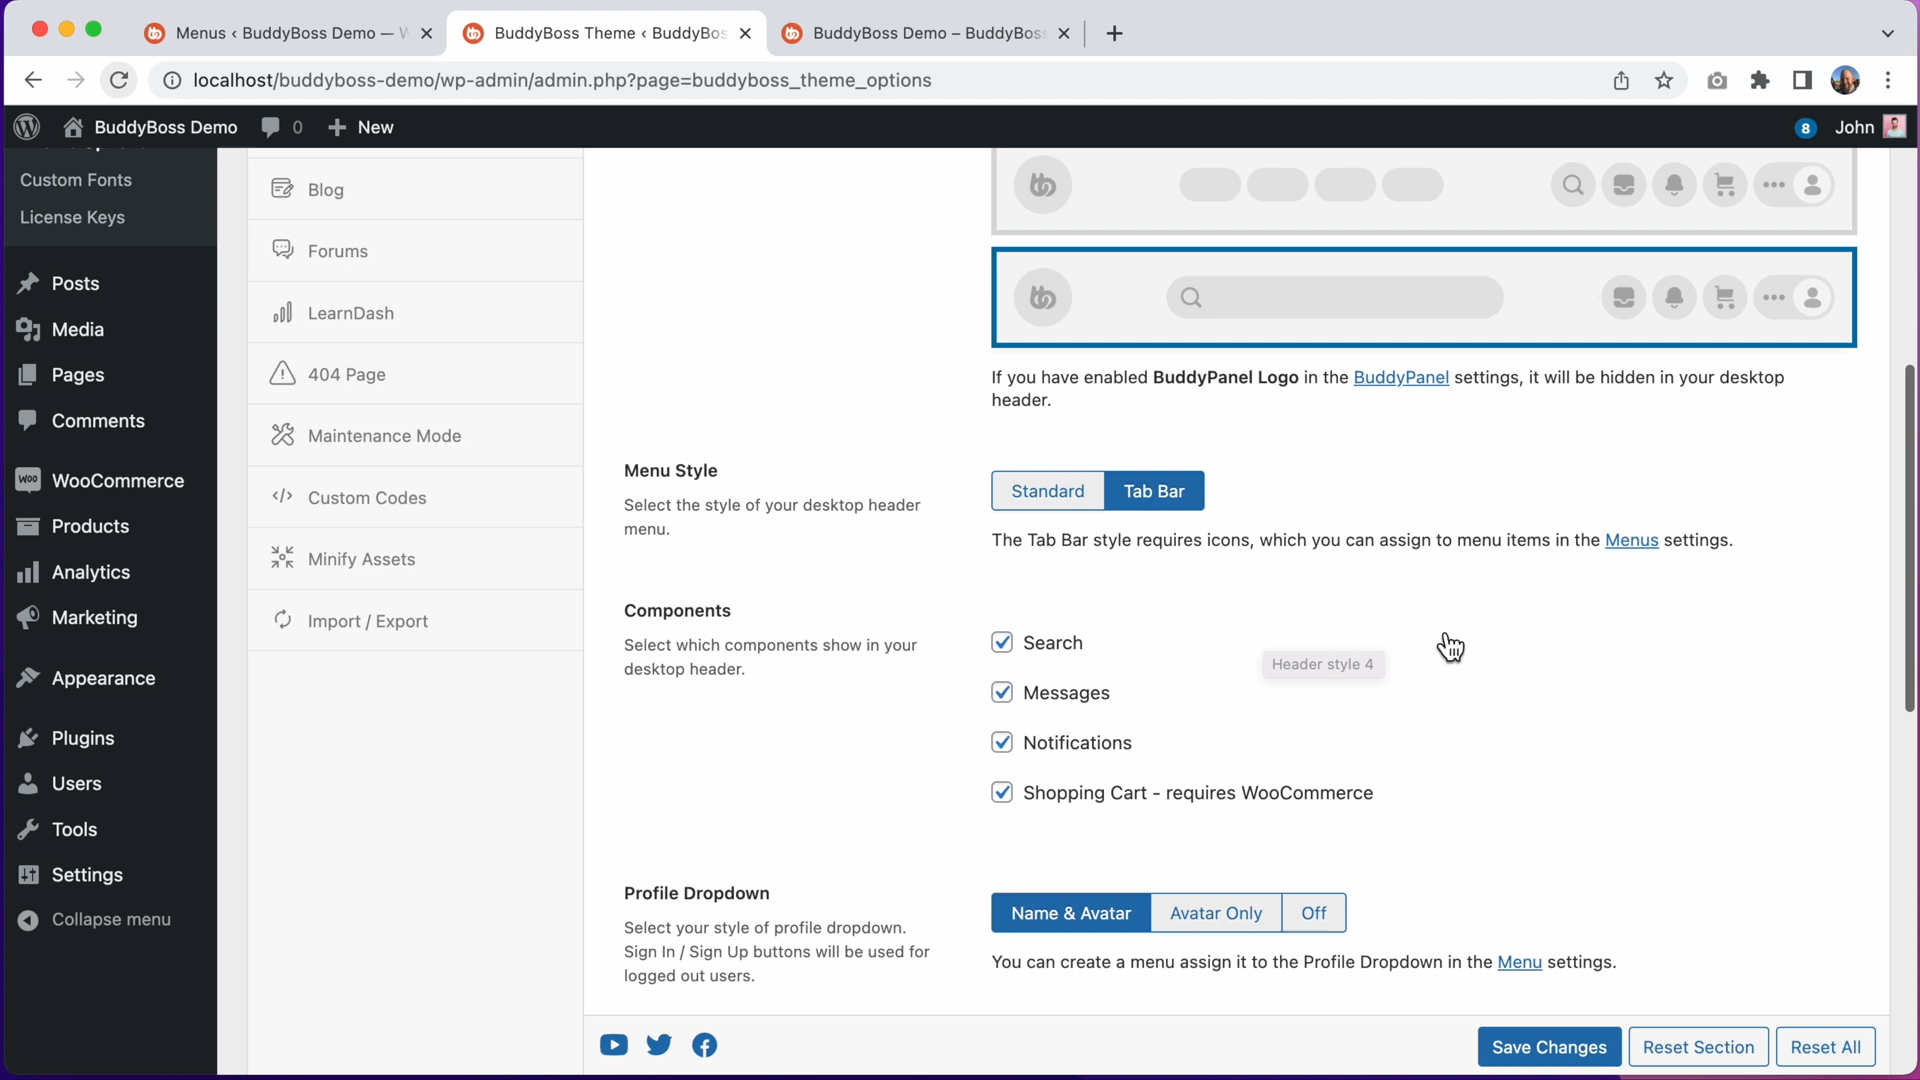 Menus ‹ BuddyBoss Demo — W
BuddyBoss Theme ‹ BuddyBos
BuddyBoss Demo – BuddyBoss
localhost/buddyboss-demo/wp-admin/admin.php?page=buddyboss_theme_options
BuddyBoss Demo
0
New
8
John
Custom Fonts
License Keys
Posts
Media
Pages
Comments
WOO WooCommerce
Products
Analytics
Marketing
Appearance
Plugins
Users
Tools
Settings
Collapse menu
Blog
Forums
LearnDash
404 Page
Maintenance Mode
Custom Codes
Minify Assets
Import / Export
If you have enabled BuddyPanel Logo in the BuddyPanel settings, it will be hidden in your desktop
header.
Menu Style
Select the style of your desktop header
menu.
Standard
Tab Bar
The Tab Bar style requires icons, which you can assign to menu items in the Menus settings.
Components
Select which components show in your
desktop header.
Search
Header style 4
Messages
Notifications
Shopping Cart - requires WooCommerce
Profile Dropdown
Select your style of profile dropdown.
Sign In / Sign Up buttons will be used for
logged out users.
Name & Avatar
Avatar Only
Off
You can create a menu assign it to the Profile Dropdown in the Menu settings.
Save Changes
Reset Section
Reset All